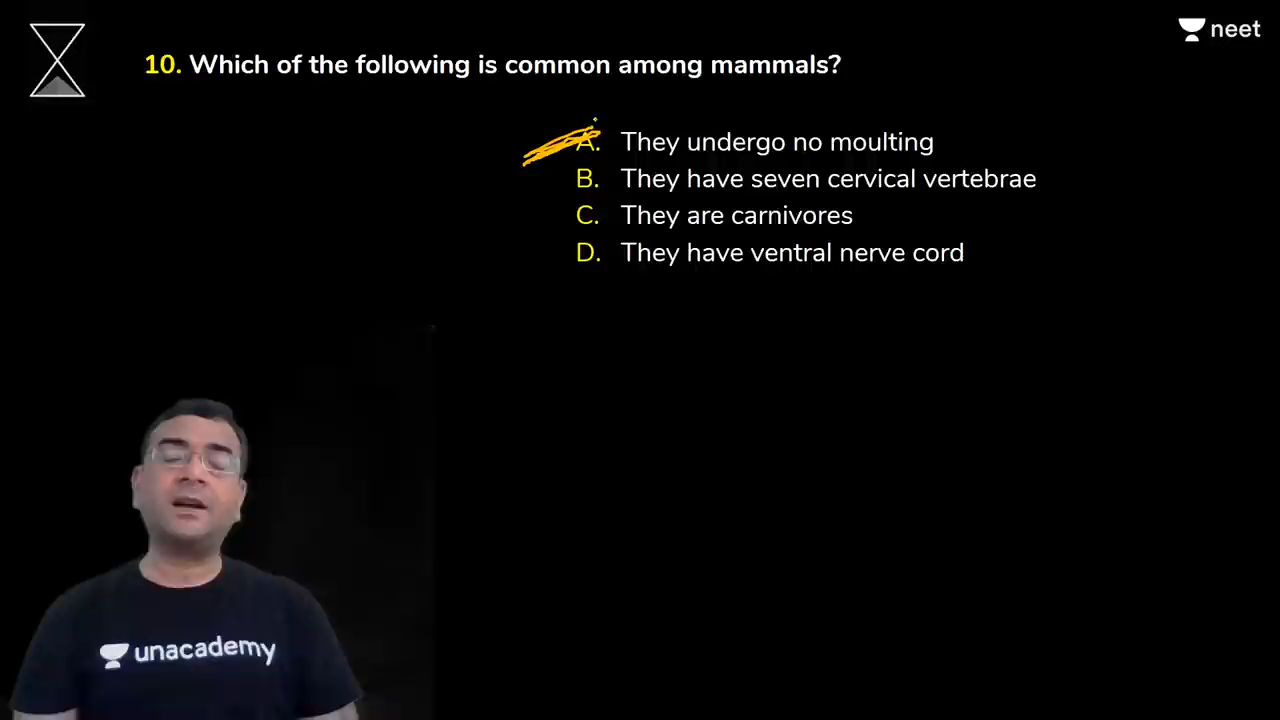 neet
10. Which of the following is common among mammals?
A. They undergo no moulting
B. They have seven cervical vertebrae
C. They are carnivores
D. They have ventral nerve cord
unacademy